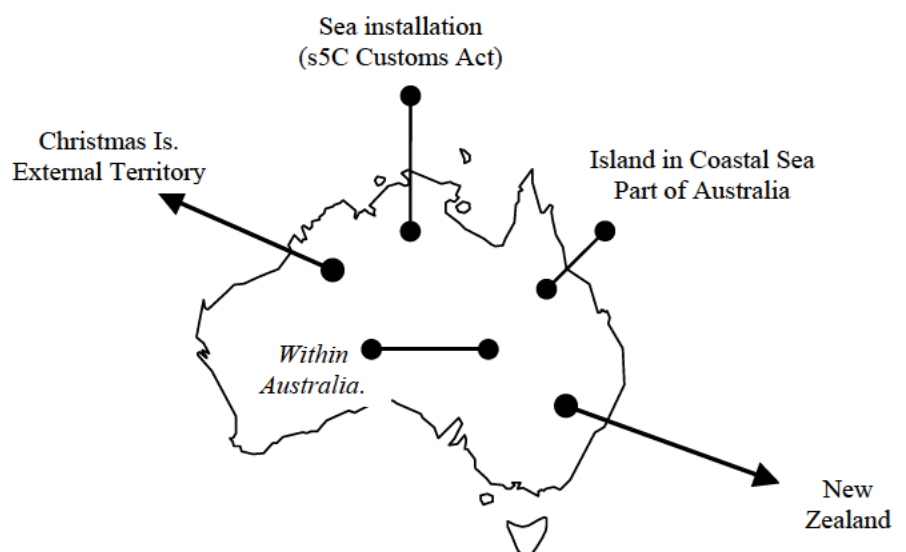 Sea installation
(s5C Customs Act)
Christmas Is.
External Territory
Island in Coastal Sea
Part of Australia
Within
Australia.
New
Zealand